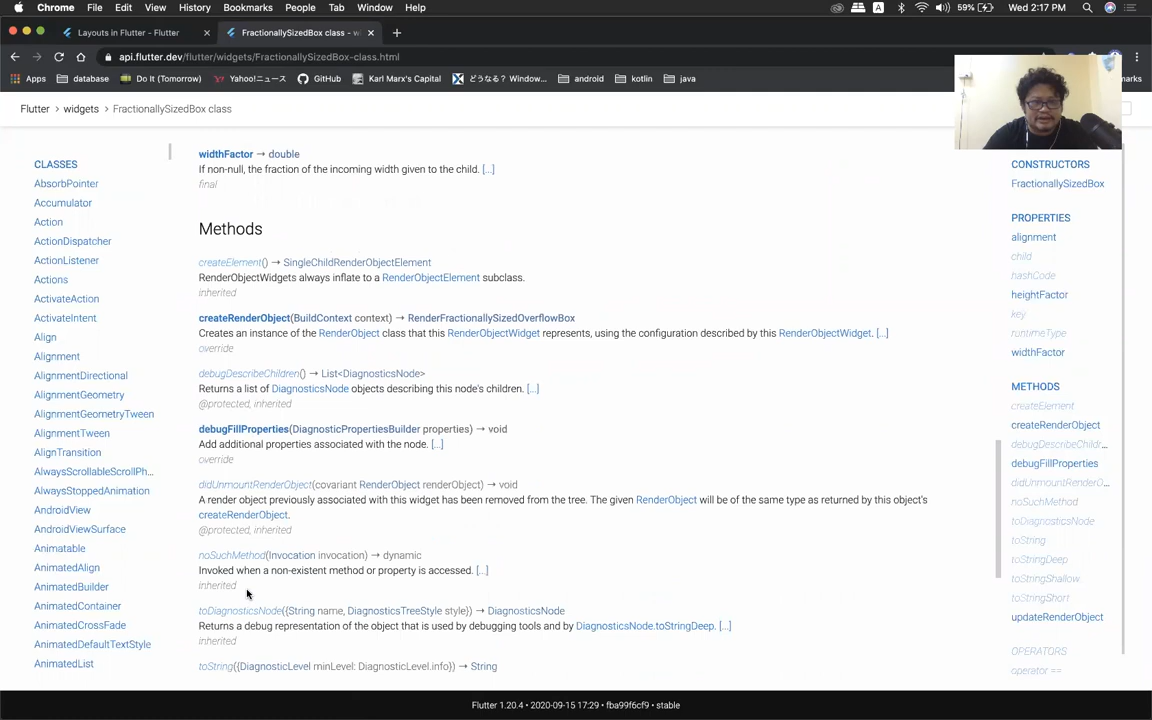 Chrome File Edit View History Bookmarks People Tab Window Help
A 59% Wed 2:17 PM
Layouts in Flutter - Flutter × FractionallySizedBox class - × +
api.flutter.dev/flutter/widgets/FractionallySizedBox-class.html
Apps database Do It (Tomorrow) Yahoo!ニュース GitHub Karl Marx's Capital どうなる? Window... android kotlin java marks
Flutter > widgets > FractionallySizedBox class
CLASSES
AbsorbPointer
Accumulator
Action
ActionDispatcher
ActionListener
Actions
ActivateAction
ActivateIntent
Align
Alignment
AlignmentDirectional
AlignmentGeometry
AlignmentGeometryTween
AlignmentTween
AlignTransition
AlwaysScrollableScrollPh...
AlwaysStoppedAnimation
AndroidView
AndroidViewSurface
Animatable
AnimatedAlign
AnimatedBuilder
AnimatedContainer
AnimatedCrossFade
AnimatedDefaultTextStyle
AnimatedList
widthFactor → double
If non-null, the fraction of the incoming width given to the child. [...]
final
Methods
createElement() → SingleChildRenderObjectElement
RenderObjectWidgets always inflate to a RenderObjectElement subclass.
inherited
createRenderObject(BuildContext context) → RenderFractionallySizedOverflowBox
Creates an instance of the RenderObject class that this RenderObjectWidget represents, using the configuration described by this RenderObjectWidget. [...]
override
debugDescribeChildren() → List<DiagnosticsNode>
Returns a list of DiagnosticsNode objects describing this node's children. [...]
@protected, inherited
debugFillProperties(DiagnosticPropertiesBuilder properties) → void
Add additional properties associated with the node. [...]
override
didUnmountRenderObject(covariant RenderObject renderObject) → void
A render object previously associated with this widget has been removed from the tree. The given RenderObject will be of the same type as returned by this object's
createRenderObject.
@protected, inherited
noSuchMethod(Invocation invocation) → dynamic
Invoked when a non-existent method or property is accessed. [...]
inherited
toDiagnosticsNode({String name, DiagnosticsTreeStyle style}) → DiagnosticsNode
Returns a debug representation of the object that is used by debugging tools and by DiagnosticsNode.toStringDeep. [...]
inherited
toString({DiagnosticLevel minLevel: DiagnosticLevel.info}) → String
CONSTRUCTORS
FractionallySizedBox
PROPERTIES
alignment
child
hashCode
heightFactor
key
runtimeType
widthFactor
METHODS
createElement
createRenderObject
debugDescribeChildr...
debugFillProperties
didUnmountRenderO...
noSuchMethod
toDiagnosticsNode
toString
toStringDeep
toStringShallow
toStringShort
updateRenderObject
OPERATORS
operator ==
Flutter 1.20.4 • 2020-09-15 17:29 • fba99f6cf9 • stable